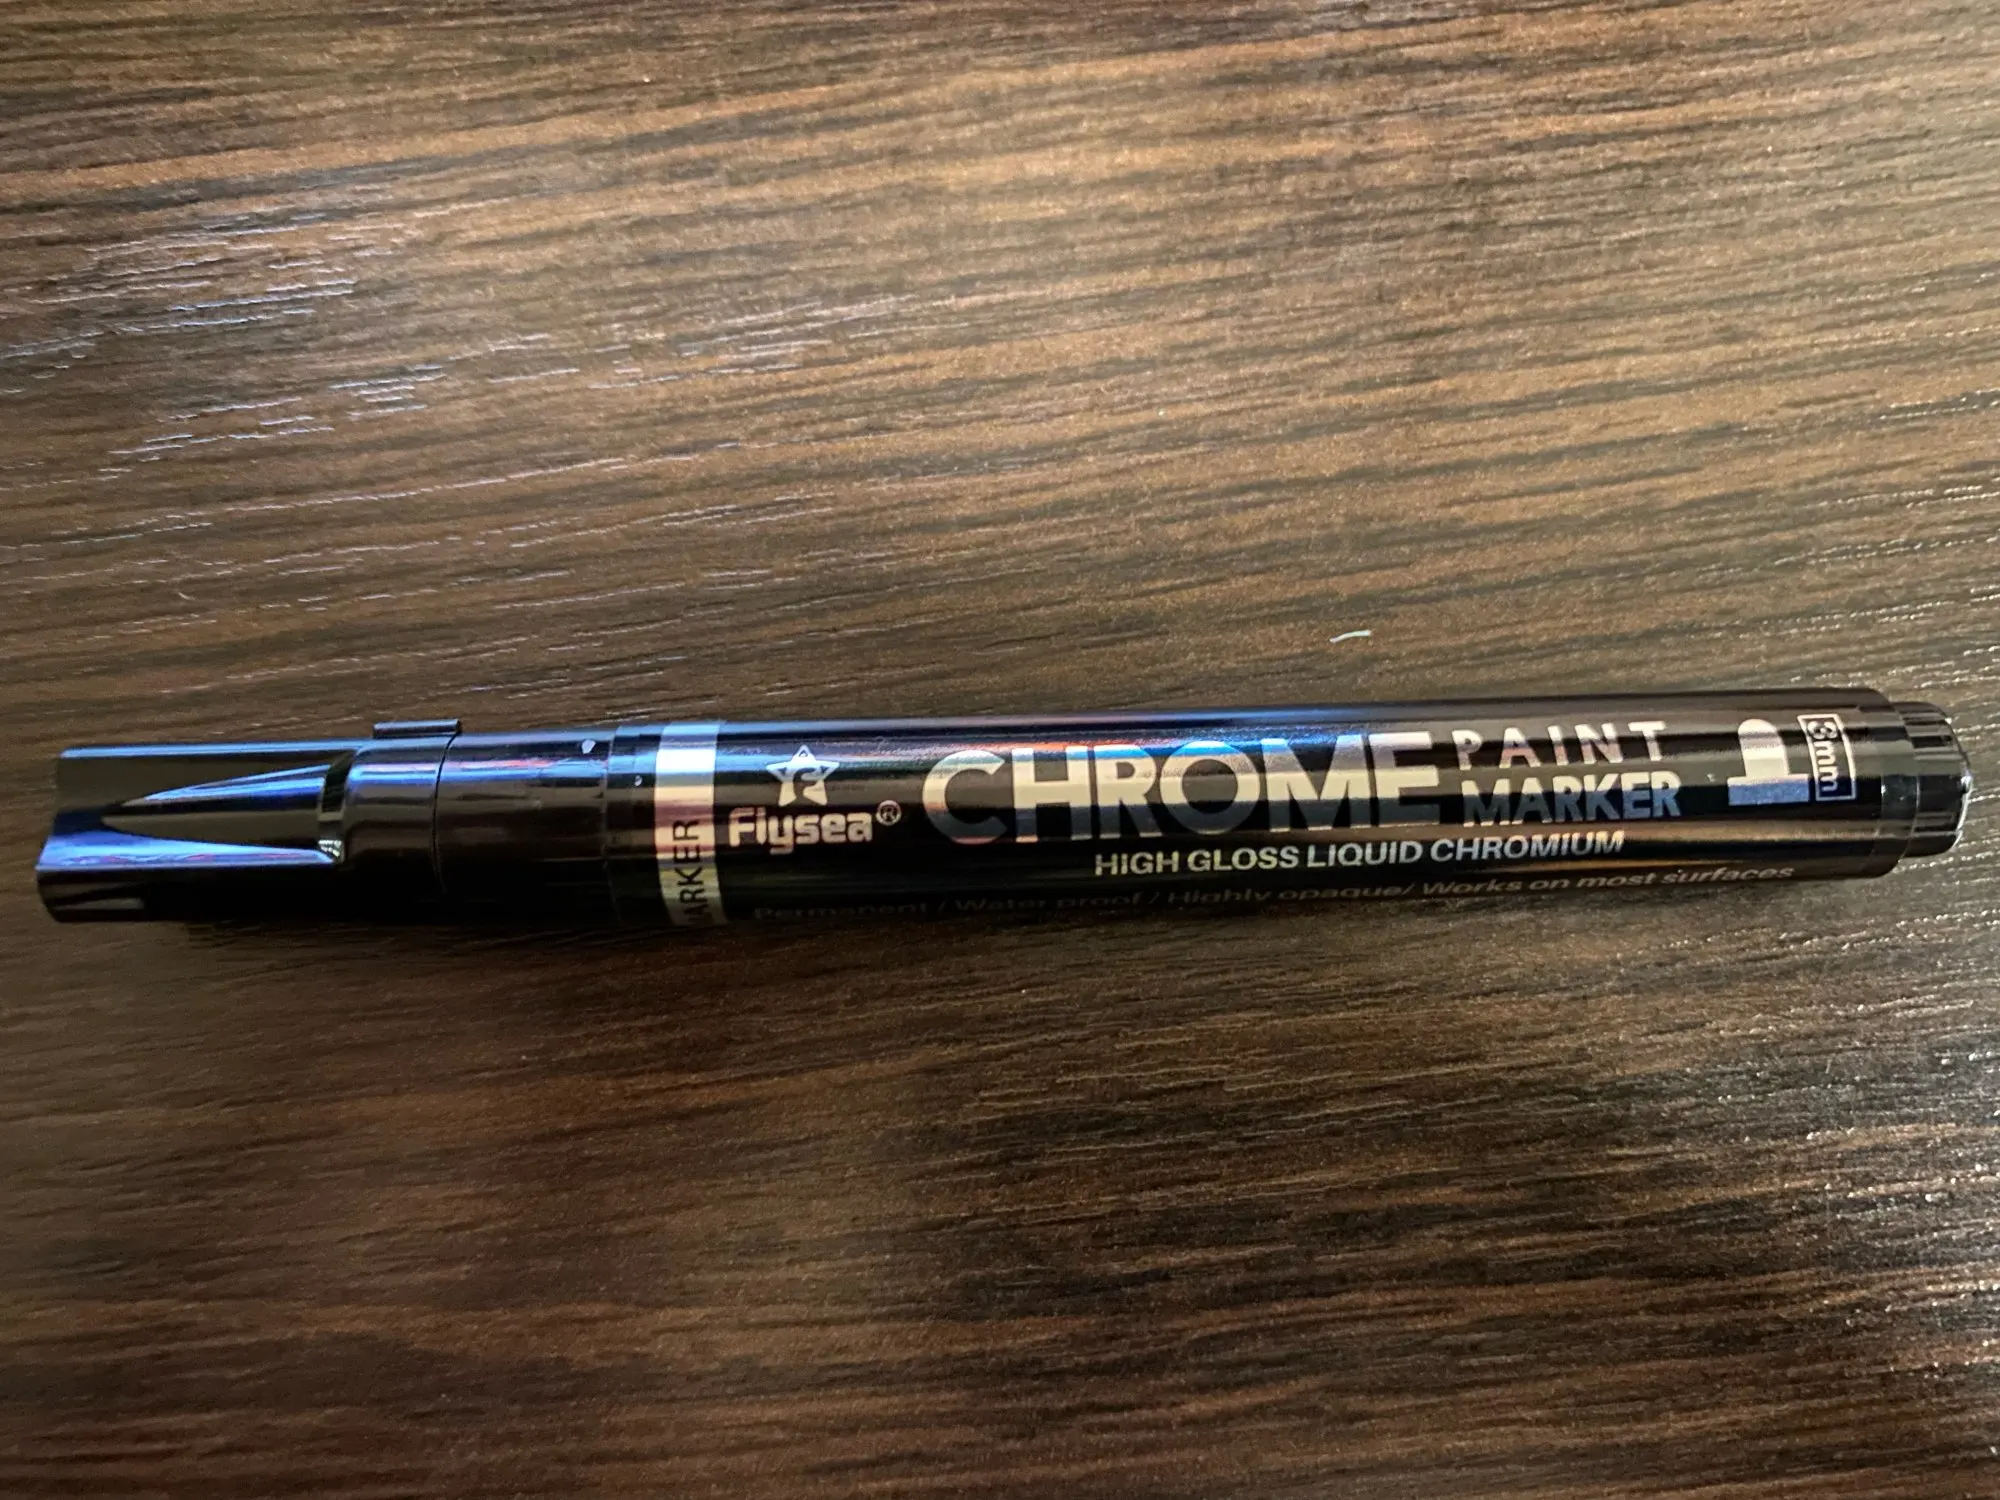 MARKER
Flysea®
CHROME
PAINT
MARKER
HIGH GLOSS LIQUID CHROMIUM
Permanent / Water proof / Highly opaque/ Works on most surfaces
3mm